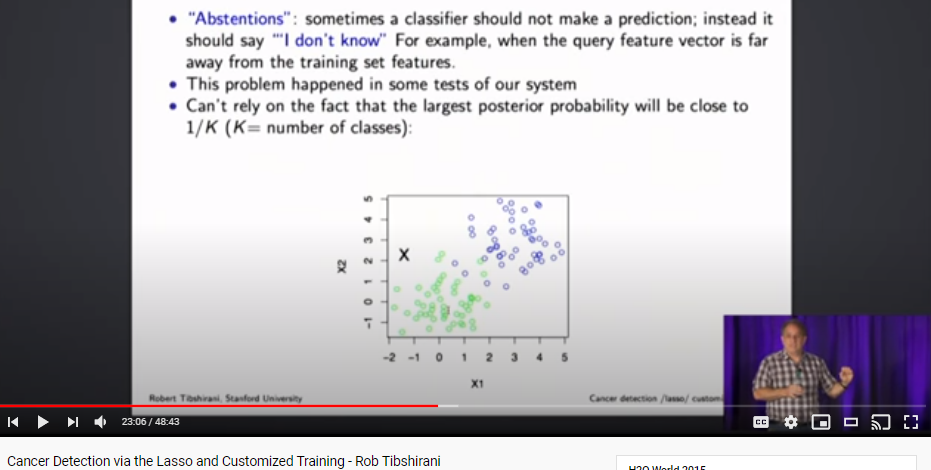 • "Abstentions": sometimes a classifier should not make a prediction; instead it
should say "'I don't know" For example, when the query feature vector is far
away from the training set features.
• This problem happened in some tests of our system
• Can't rely on the fact that the largest posterior probability will be close to
1/K (K= number of classes):
X2
5
4
3
2
1
0
-1
X
-2 -1 0 1 2 3 4 5
X1
Robert Tibshirani, Stanford University
Cancer detection /lasso/ custom
23:06 / 48:43
CC
Cancer Detection via the Lasso and Customized Training - Rob Tibshirani
H2O World 2015